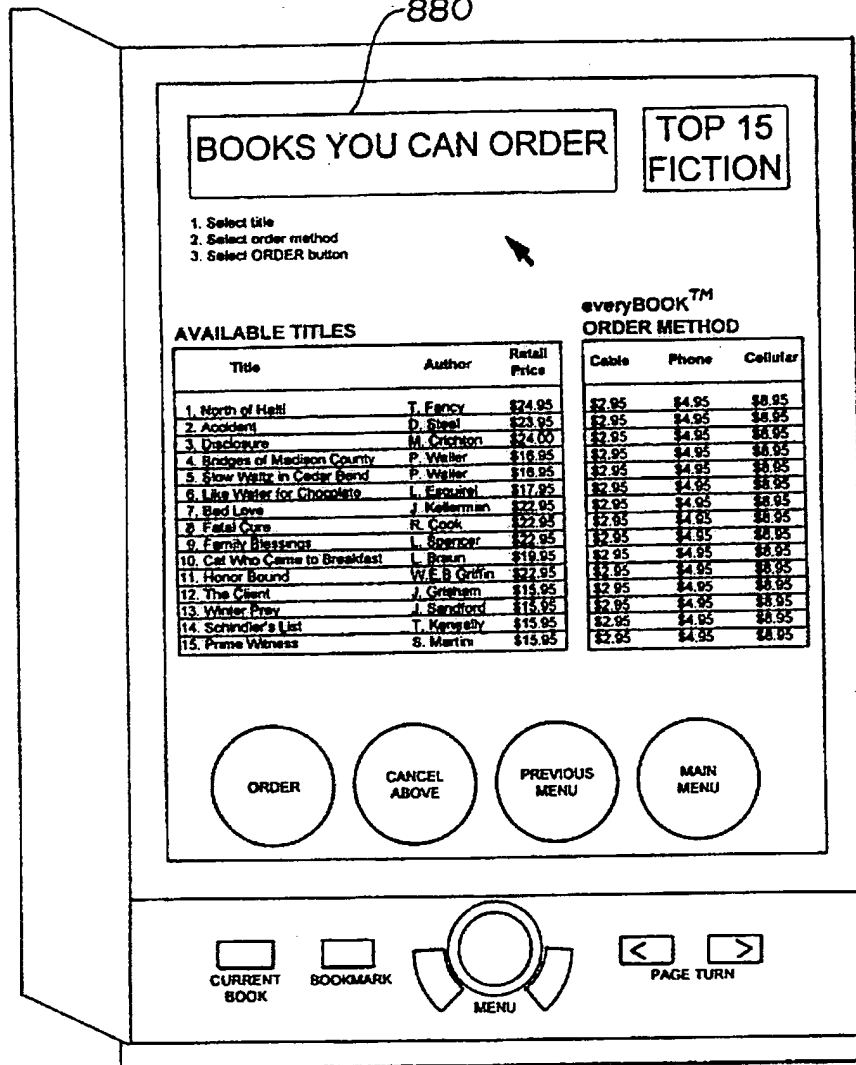 880
BOOKS YOU CAN ORDER
TOP 15
FICTION
1. Select title
2. Select order method
3. Select ORDER button
everyBOOK™
AVAILABLE TITLES
ORDER METHOD
Title Author Retail Price Cable Phone Cellular
1. North of Haiti T. Fancy $24.95 $2.95 $4.95 $8.95
2. Accident D. Steel $23.95 $2.95 $4.95 $8.95
3. Disclosure M. Crichton $24.00 $2.95 $4.95 $8.95
4. Bridges of Madison County P. Waller $16.95 $2.95 $4.95 $8.95
5. Slow Waltz in Cedar Bend P. Waller $16.95 $2.95 $4.95 $8.95
6. Like Water for Chocolate L. Esquirel $17.95 $2.95 $4.95 $8.95
7. Bad Love J. Kellerman $22.95 $2.95 $4.95 $8.95
8 Fatal Cure R. Cook $22.95 $2.95 $4.95 $8.95
9. Family Blessings L. Spencer $22.95 $2.95 $4.95 $8.95
10. Cat Who Came to Breakfast L. Braun $19.95 $2.95 $4.95 $8.95
11. Honor Bound W.E.B Griffin $22.95 $2.95 $4.95 $8.95
12. The Client J. Grisham $15.95 $2.95 $4.95 $8.95
13. Winter Prey J. Sandford $15.95 $2.95 $4.95 $8.95
14. Schindler's List T. Keneally $15.95 $2.95 $4.95 $8.95
15. Prime Witness S. Martini $15.95 $2.95 $4.95 $8.95
ORDER
CANCEL
ABOVE
PREVIOUS
MENU
MAIN
MENU
< >
CURRENT
BOOK
BOOKMARK
MENU
PAGE TURN